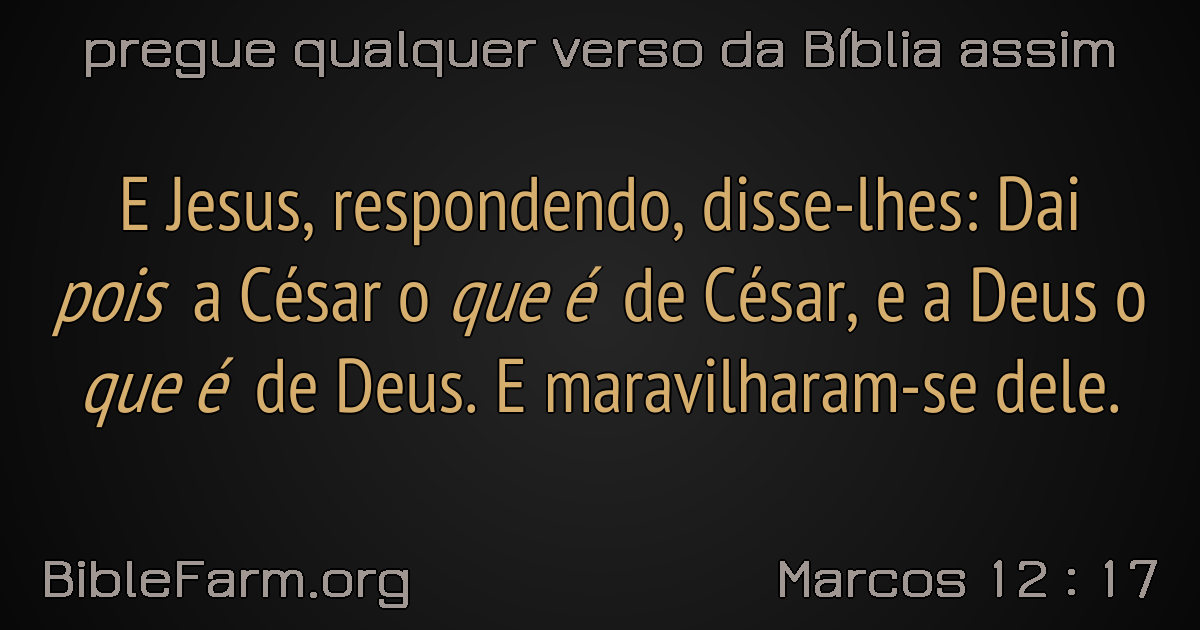 pregue qualquer verso da Bíblia assim
E Jesus, respondendo, disse-lhes: Dai
pois a César o que é de César, e a Deus o
que é de Deus. E maravilharam-se dele.
BibleFarm.org
Marcos 12 : 17